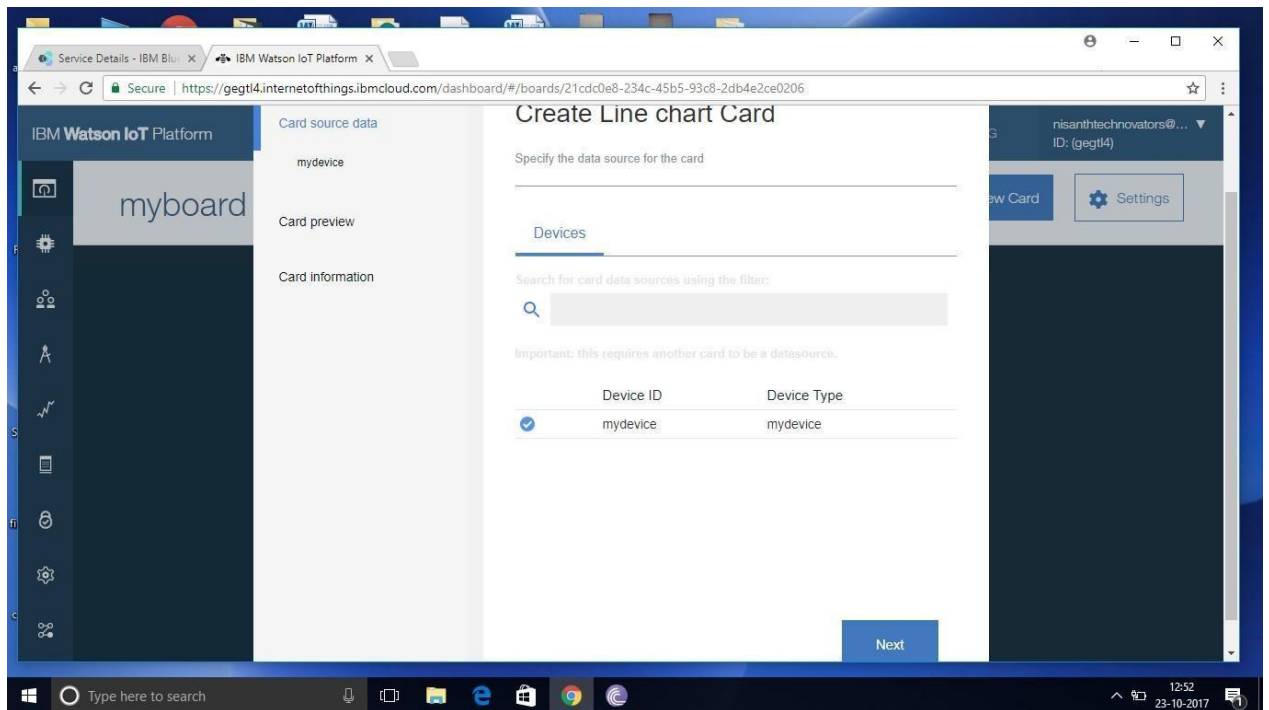 Service Details - IBM Blu
IBM Watson IoT Platform
Secure
https://gegtl4.internetofthings.ibmcloud.com/dashboard/#/boards/21cdc0e8-234c-45b5-93c8-2db4e2ce0206
IBM Watson IoT Platform
Card source data
mydevice
Card preview
Card information
Create Line chart Card
Specify the data source for the card
G
nisanthtechnovators@...
ID: (gegtl4)
myboard
ew Card
Settings
Devices
Search for card data sources using the filter:
Important: this requires another card to be a datasource.
Device ID Device Type
mydevice mydevice
Next
Type here to search
12:52
23-10-2017